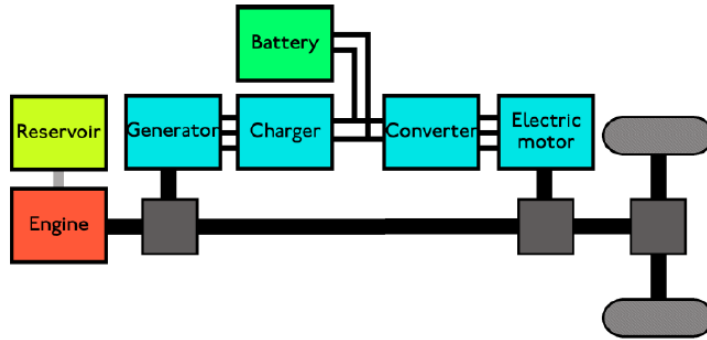 Battery
Reservoir
Generator
Charger
Converter
Electric
motor
Engine